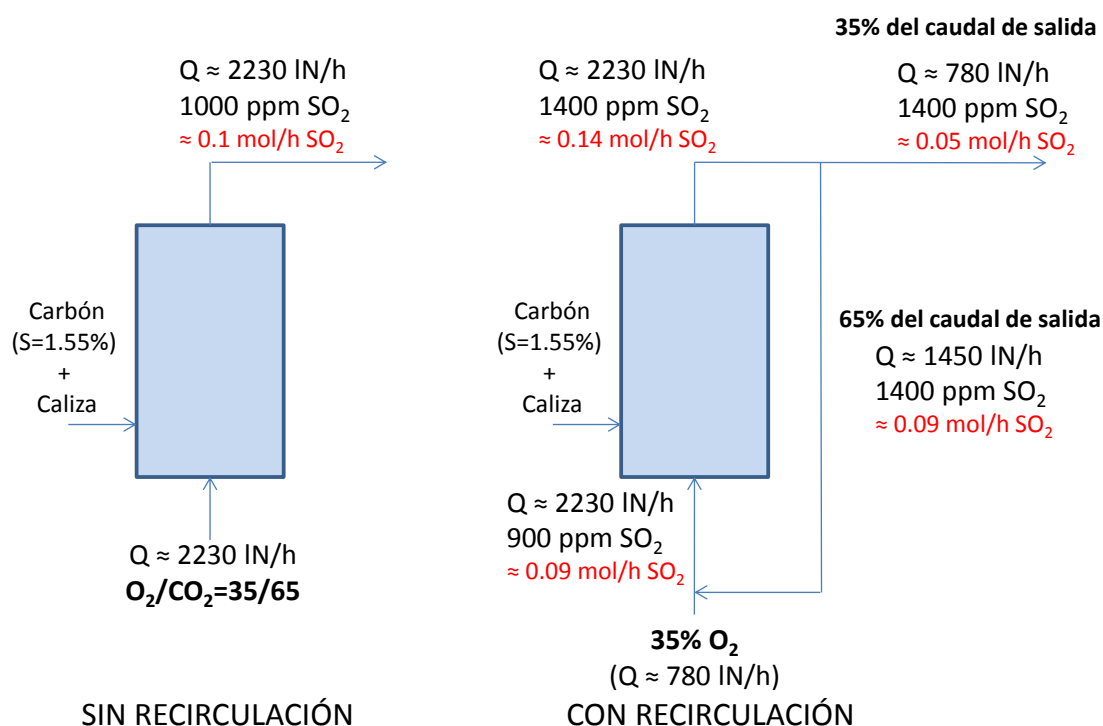 35% del caudal de salida
Q ≈ 2230 lN/h
1000 ppm SO₂
≈ 0.1 mol/h SO₂
Q ≈ 2230 lN/h
1400 ppm SO₂
≈ 0.14 mol/h SO₂
Q ≈ 780 lN/h
1400 ppm SO₂
≈ 0.05 mol/h SO₂
Carbón
(S=1.55%)
+
Caliza
Carbón
(S=1.55%)
+
Caliza
65% del caudal de salida
Q ≈ 1450 lN/h
1400 ppm SO₂
≈ 0.09 mol/h SO₂
Q ≈ 2230 lN/h
O₂/CO₂=35/65
Q ≈ 2230 lN/h
900 ppm SO₂
≈ 0.09 mol/h SO₂
35% O₂
(Q ≈ 780 lN/h)
SIN RECIRCULACIÓN
CON RECIRCULACIÓN